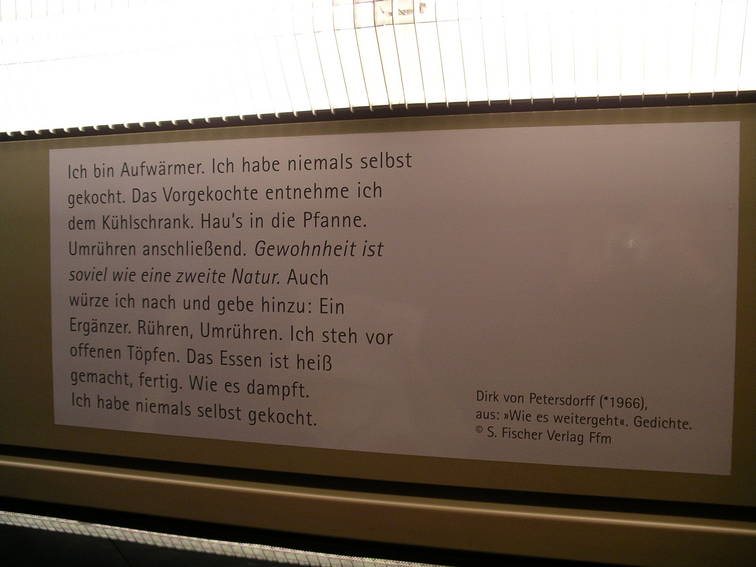 Ich bin Aufwärmer. Ich habe niemals selbst
gekocht. Das Vorgekochte entnehme ich
dem Kühlschrank. Hau's in die Pfanne.
Umrühren anschließend. Gewohnheit ist
soviel wie eine zweite Natur. Auch
würze ich nach und gebe hinzu: Ein
Ergänzer. Rühren, Umrühren. Ich steh vor
offenen Töpfen. Das Essen ist heiß
gemacht, fertig. Wie es dampft.
Ich habe niemals selbst gekocht.
Dirk von Petersdorff (*1966),
aus: »Wie es weitergeht«. Gedichte.
© S. Fischer Verlag Ffm